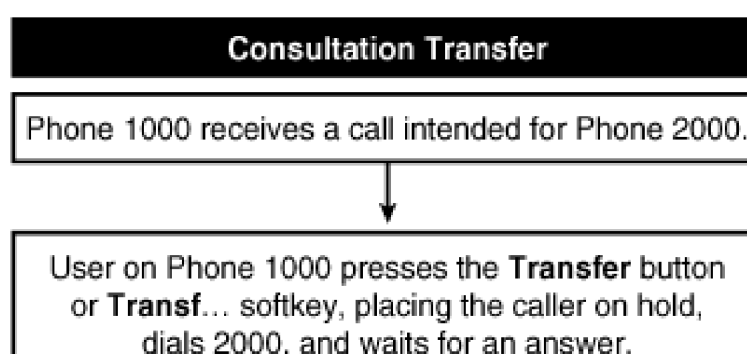 Consultation Transfer
Phone 1000 receives a call intended for Phone 2000.
User on Phone 1000 presses the Transfer button
or Transf... softkey, placing the caller on hold,
dials 2000, and waits for an answer.